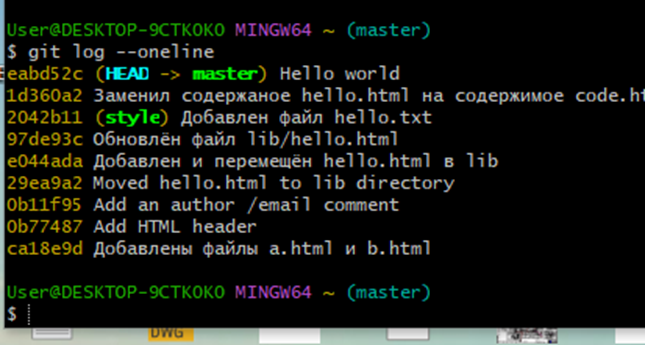 User@DESKTOP-9CTKOKO MINGW64 ~ (master)
$ git log --oneline
eabd52c (HEAD -> master) Hello world
1d360a2 Заменил содержаное hello.html на содержимое code.ht
2042b11 (style) Добавлен файл hello.txt
97de93c Обновлён файл lib/hello.html
e044ada Добавлен и перемещён hello.html в lib
29ea9a2 Moved hello.html to lib directory
0b11f95 Add an author /email comment
0b77487 Add HTML header
ca18e9d Добавлены файлы a.html и b.html
User@DESKTOP-9CTKOKO MINGW64 ~ (master)
$
DWG